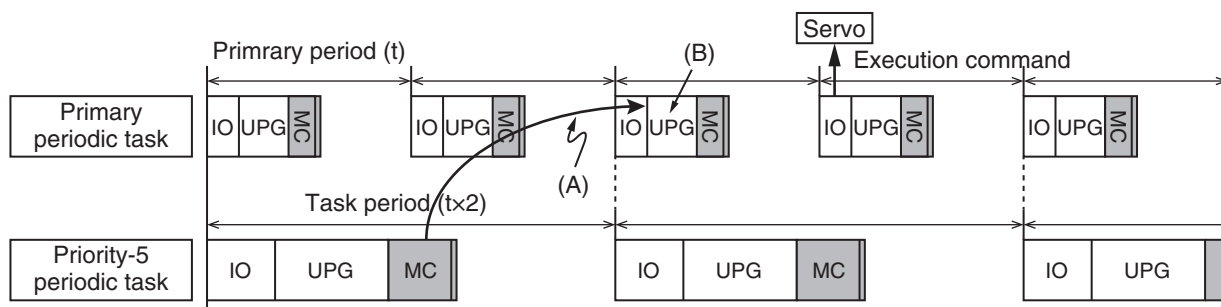 Servo
Primrary period (t)
(B)
Execution command
Primary
periodic task
IO UPG MC
IO UPG MC
IO UPG MC
IO UPG MC
IO UPG MC
(A)
Task period (t×2)
Priority-5
periodic task
IO UPG MC
IO UPG MC
IO UPG